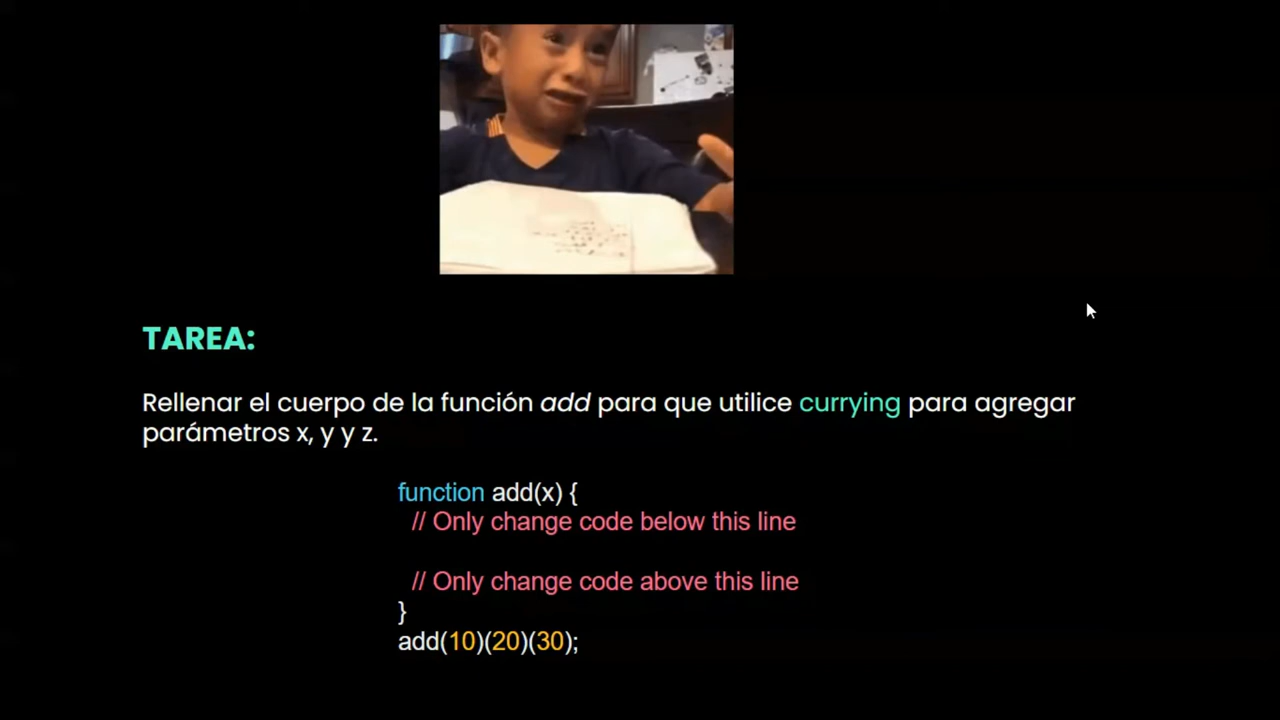 TAREA:
Rellenar el cuerpo de la función add para que utilice currying para agregar
parámetros x, y y z.
function add(x) {
// Only change code below this line
// Only change code above this line
}
add(10)(20)(30);